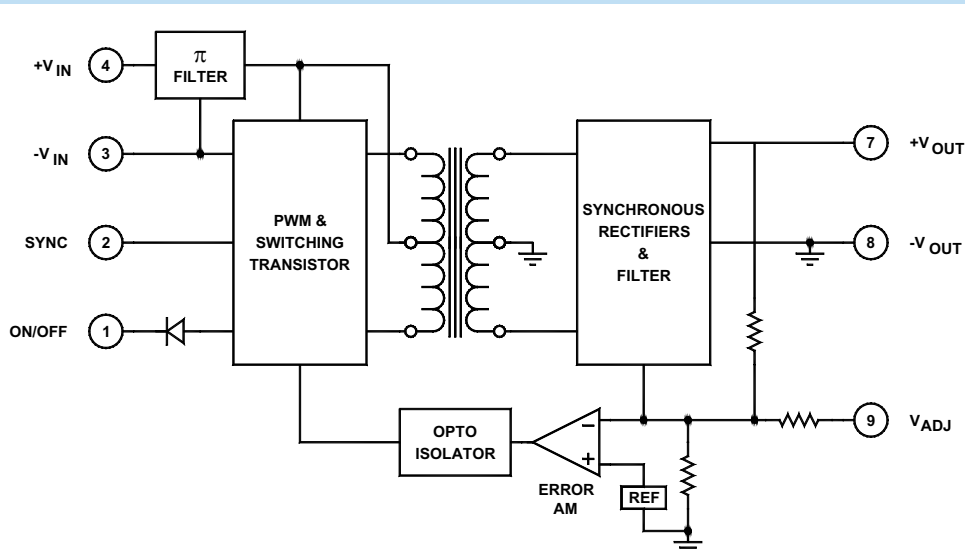 +V IN
4
π
FILTER
-V IN
3
SYNC
2
ON/OFF
1
PWM &
SWITCHING
TRANSISTOR
SYNCHRONOUS
RECTIFIERS
&
FILTER
7
+V OUT
8
-V OUT
9
V ADJ
OPTO
ISOLATOR
−
+
ERROR
AM
REF